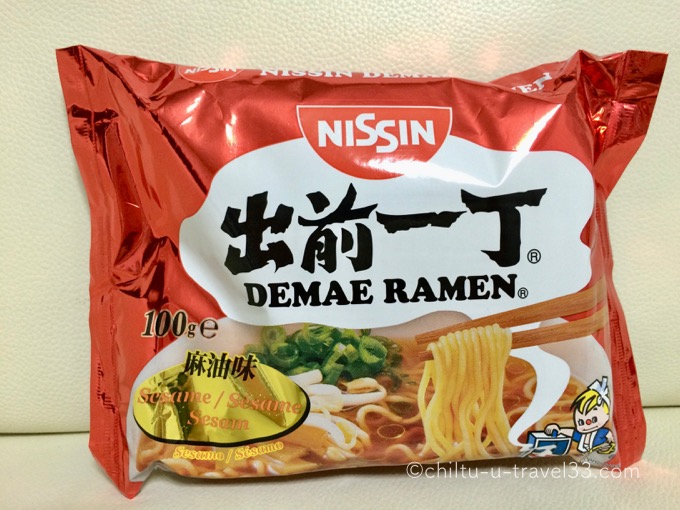 NISSIN DEMAE
NISSIN
出前一丁®
DEMAE RAMEN®
100g℮
麻油味
Sesame / Sésame
Sesam
Sesamo / Sésamo
©chiltu-u-travel33.com